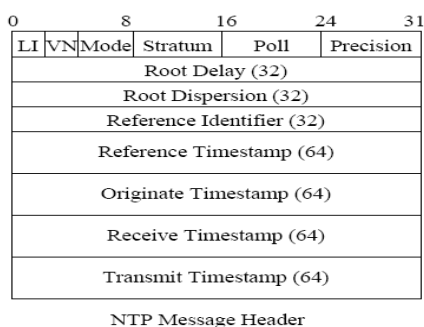 0 8 16 24 31
LI VN Mode Stratum Poll Precision
Root Delay (32)
Root Dispersion (32)
Reference Identifier (32)
Reference Timestamp (64)
Originate Timestamp (64)
Receive Timestamp (64)
Transmit Timestamp (64)
NTP Message Header